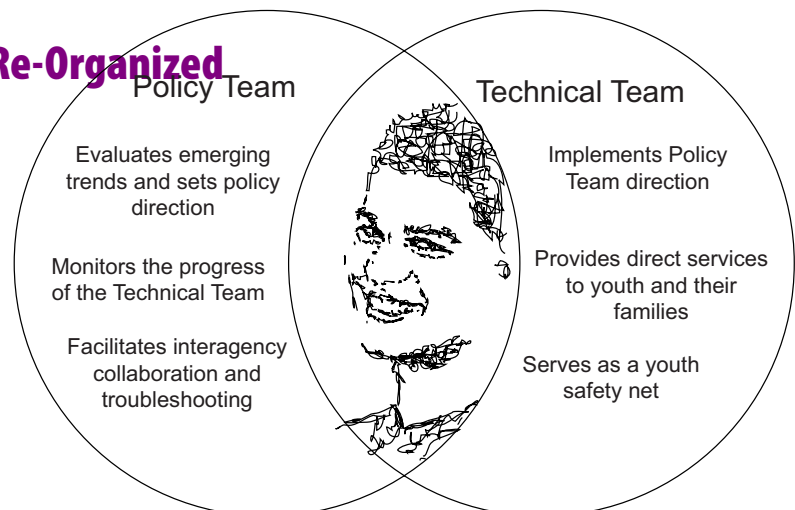 Re-Organized
Policy Team
Evaluates emerging
trends and sets policy
direction
Monitors the progress
of the Technical Team
Facilitates interagency
collaboration and
troubleshooting
Technical Team
Implements Policy
Team direction
Provides direct services
to youth and their
families
Serves as a youth
safety net